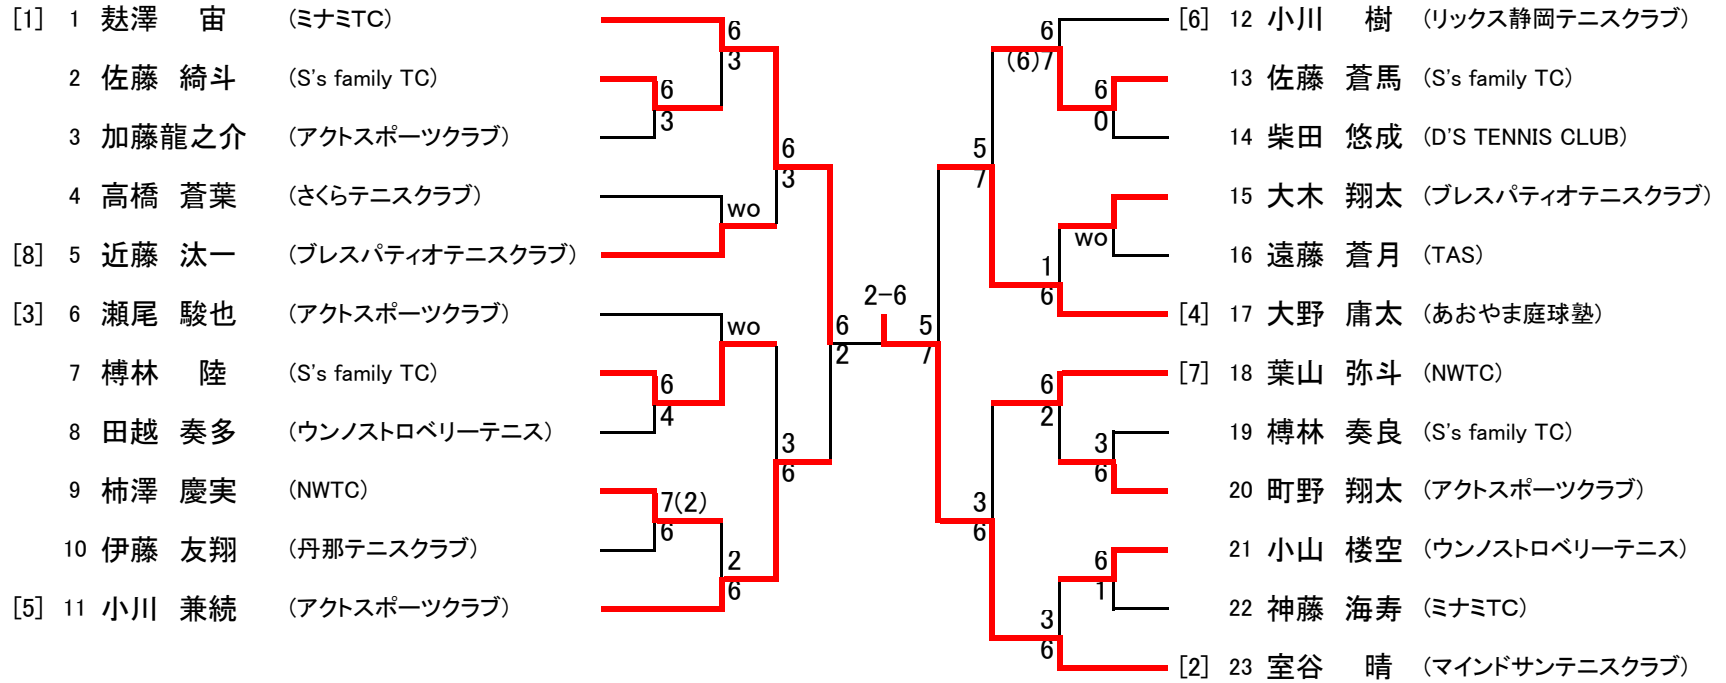 [1] 1 麸澤 宙 (ミナミTC)
2 佐藤 綺斗 (S's family TC)
3 加藤龍之介 (アクトスポーツクラブ)
4 高橋 蒼葉 (さくらテニスクラブ)
[8] 5 近藤 汰一 (ブレスパティオテニスクラブ)
[3] 6 瀬尾 駿也 (アクトスポーツクラブ)
7 榑林 陸 (S's family TC)
8 田越 奏多 (ウンノストロベリーテニス)
9 柿澤 慶実 (NWTC)
10 伊藤 友翔 (丹那テニスクラブ)
[5] 11 小川 兼続 (アクトスポーツクラブ)
6
3
6
3
wo
6
3
wo
6
4
7(2)
6
2
6
3
6
6
2
2-6
5
7
6
(6)7
6
0
5
7
wo
1
6
6
2
3
6
3
6
6
1
3
6
[6] 12 小川 樹 (リックス静岡テニスクラブ)
13 佐藤 蒼馬 (S's family TC)
14 柴田 悠成 (D'S TENNIS CLUB)
15 大木 翔太 (ブレスパティオテニスクラブ)
16 遠藤 蒼月 (TAS)
[4] 17 大野 庸太 (あおやま庭球塾)
[7] 18 葉山 弥斗 (NWTC)
19 榑林 奏良 (S's family TC)
20 町野 翔太 (アクトスポーツクラブ)
21 小山 楼空 (ウンノストロベリーテニス)
22 神藤 海寿 (ミナミTC)
[2] 23 室谷 晴 (マインドサンテニスクラブ)